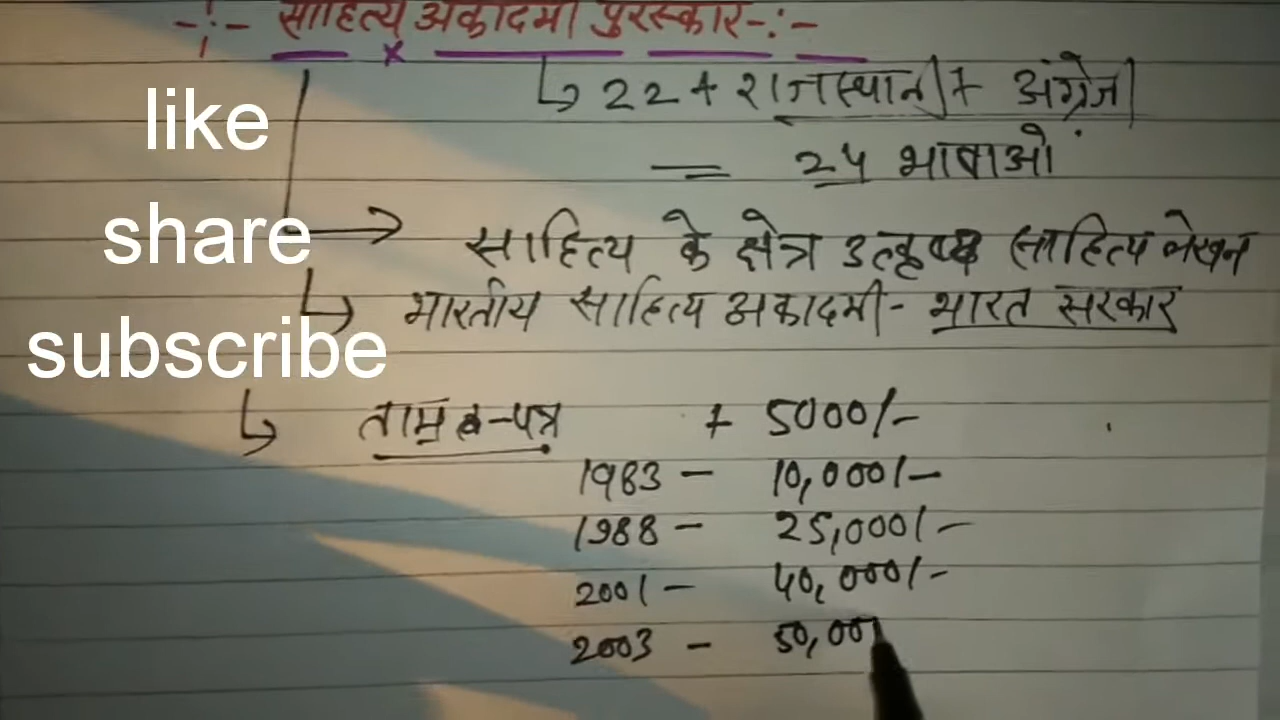 -:- साहित्य अकादमी पुरस्कार -:-
22 + राजस्थानी + अंग्रेजी
= 24 भाषाओं
साहित्य के क्षेत्र उत्कृष्ट साहित्य लेखन
भारतीय साहित्य अकादमी - भारत सरकार
ताम्र-पत्र + 5000/-
1983 - 10,000/-
1988 - 25,000/-
2001 - 40,000/-
2003 - 50,00
like
share
subscribe